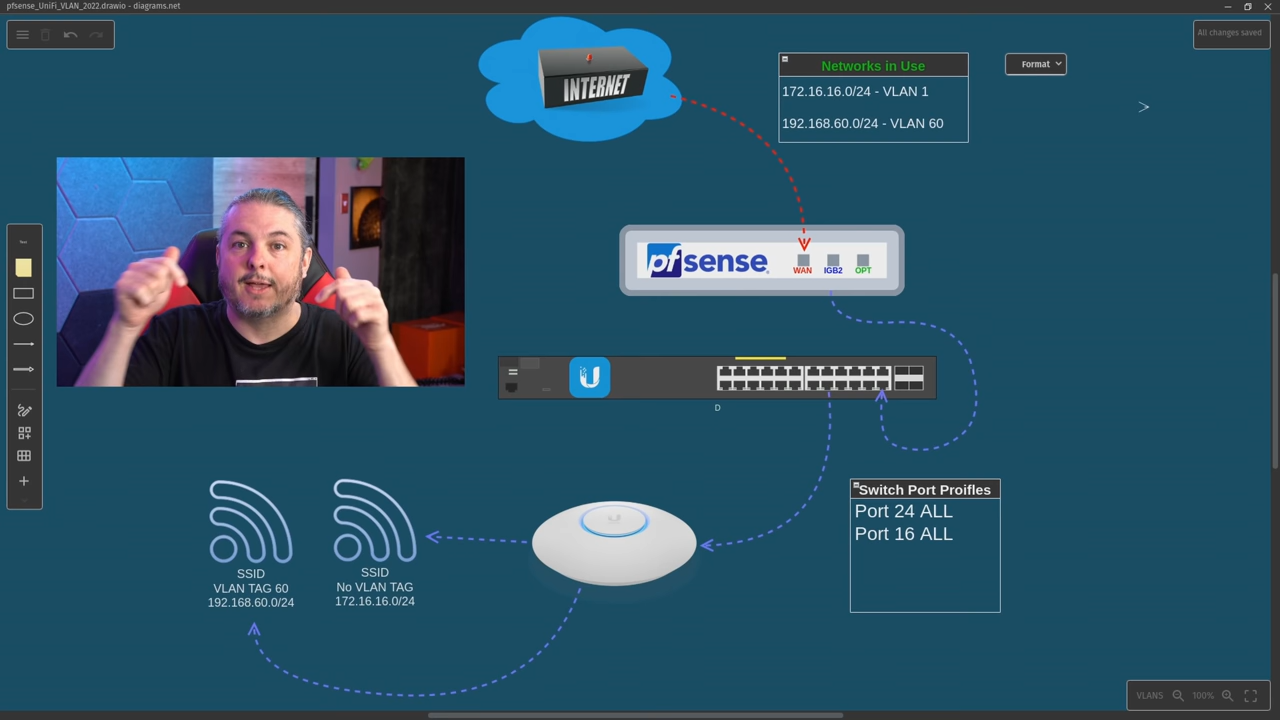 pfsense_UniFi_VLAN_2022.drawio - diagrams.net
All changes saved
INTERNET
Networks in Use
172.16.16.0/24 - VLAN 1
192.168.60.0/24 - VLAN 60
Format
pfsense
WAN
IGB2
OPT
Text
U
D
Switch Port Proifles
Port 24 ALL
Port 16 ALL
SSID
VLAN TAG 60
192.168.60.0/24
SSID
No VLAN TAG
172.16.16.0/24
VLANS
100%